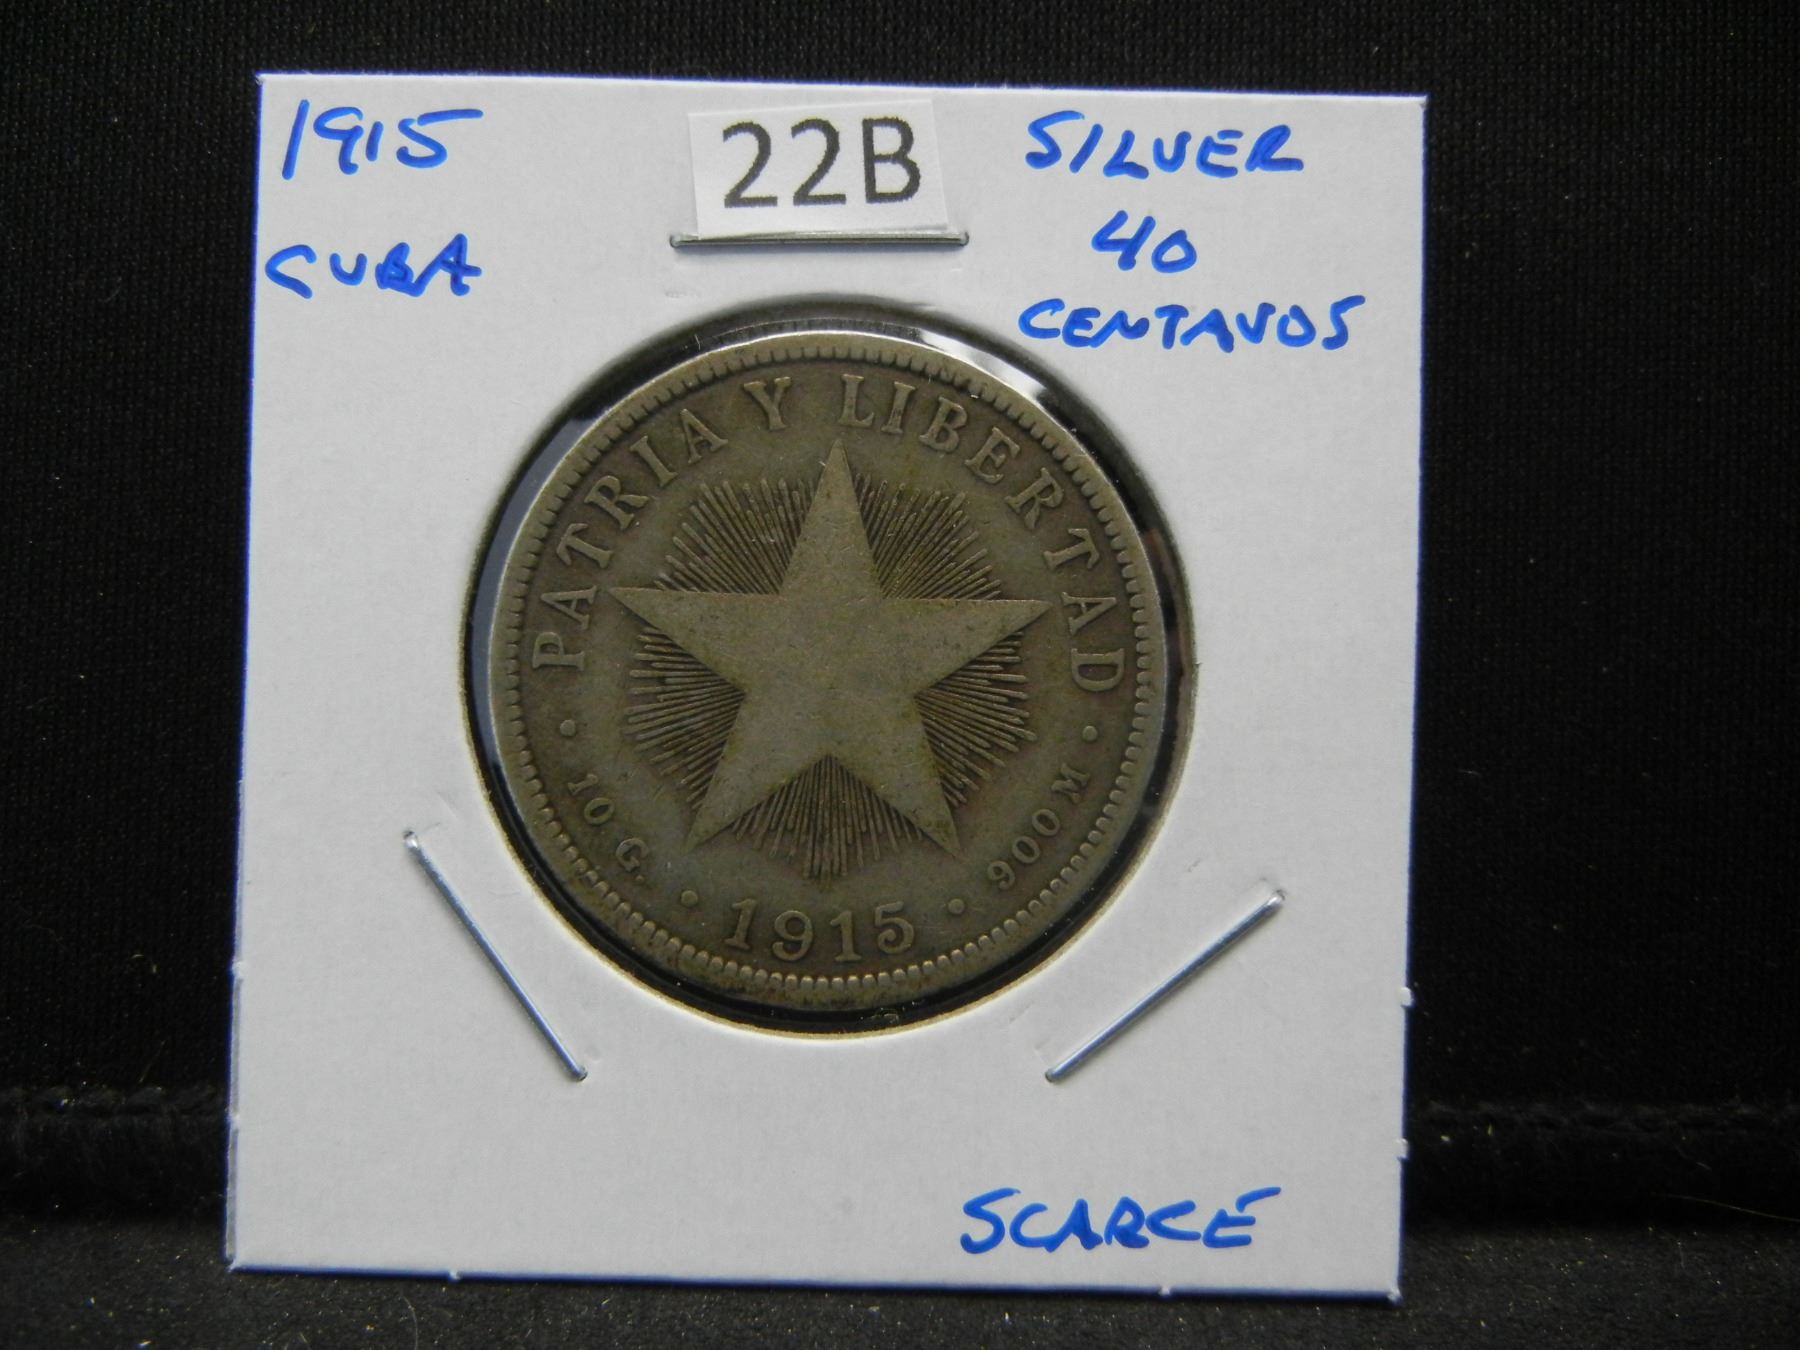 1915
CUBA
22B
SILVER
40
CENTAVOS
PATRIA Y LIBERTAD
10 G. • 1915 • 900 M
SCARCE